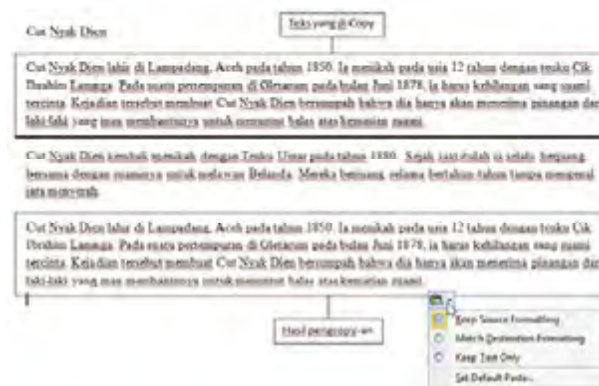 Teks yang di Copy
Cut Nyak Dien
Cut Nyak Dien lahir di Lampadang, Aceh pada tahun 1850. Ia menikah pada usia 12 tahun dengan teuku Cik
Ibrahim Lamnga. Pada suatu pertempuran di Gletarum pada bulan Juni 1878, ia harus kehilangan sang suami
tercinta. Kejadian tersebut membuat Cut Nyak Dien bersumpah bahwa dia hanya akan menerima pinangan dari
laki-laki yang mau membantunya untuk menuntut balas atas kematian suami.
Cut Nyak Dien kembali menikah dengan Teuku Umar pada tahun 1880. Sejak saat itulah ia selalu berjuang
bersama dengan suaminya untuk melawan Belanda. Mereka berjuang selama bertahun tahun tanpa mengenal
kata menyerah.
Cut Nyak Dien lahir di Lampadang, Aceh pada tahun 1850. Ia menikah pada usia 12 tahun dengan teuku Cik
Ibrahim Lamnga. Pada suatu pertempuran di Gletarum pada bulan Juni 1878, ia harus kehilangan sang suami
tercinta. Kejadian tersebut membuat Cut Nyak Dien bersumpah bahwa dia hanya akan menerima pinangan dari
laki-laki yang mau membantunya untuk menuntut balas atas kematian suami.
Hasil pengcopy-an
Keep Source Formatting
Match Destination Formatting
Keep Text Only
Set Default Paste...